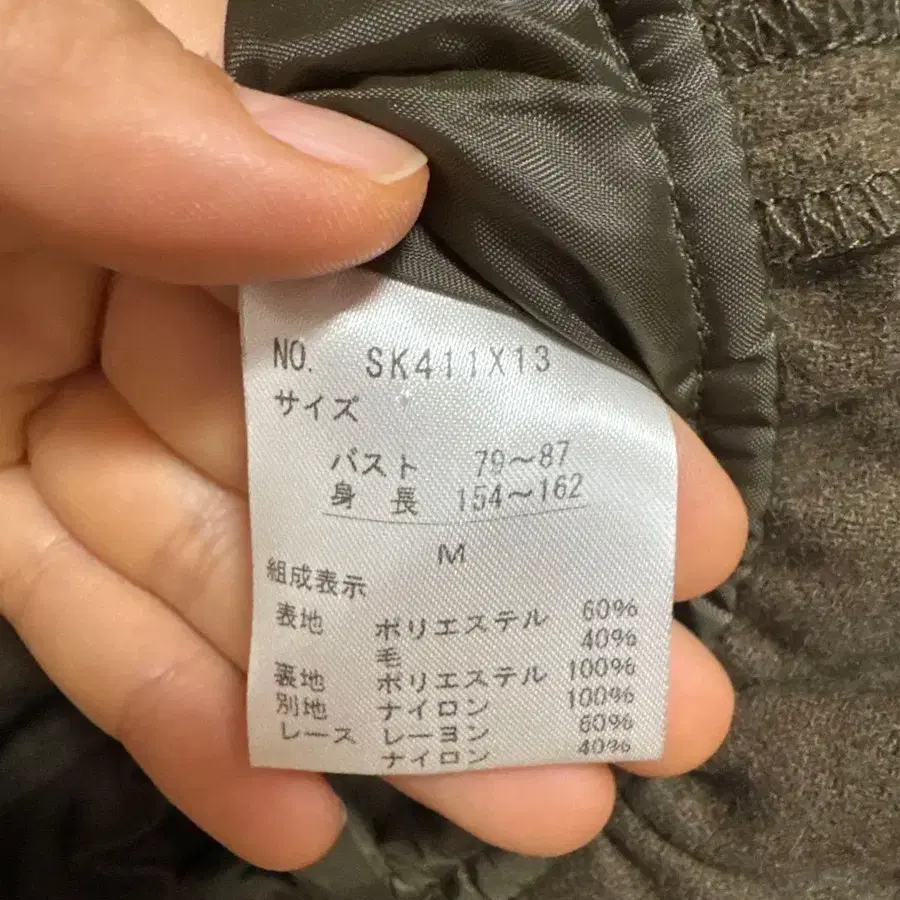 NO. SK411X13
サイズ
バスト 79～87
身長 154～162
M
組成表示
表地 ポリエステル 60%
毛 40%
裏地 ポリエステル 100%
別地 ナイロン 100%
レース レーヨン 60%
ナイロン 40%